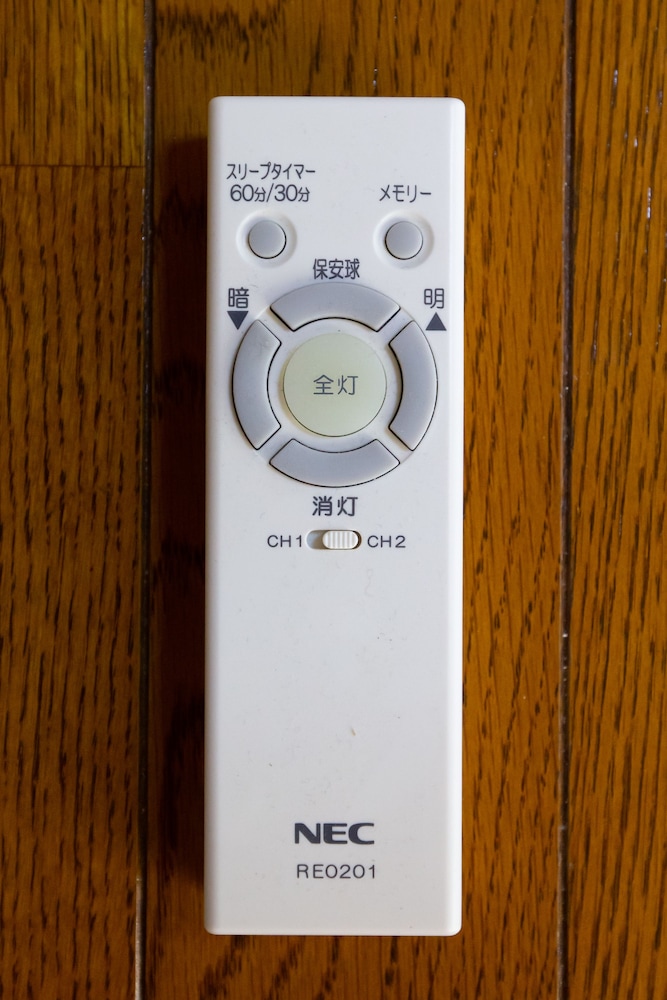 スリープタイマー
60分/30分
メモリー
保安球
暗
▼
明
▲
全灯
消灯
CH1
CH2
NEC
RE0201